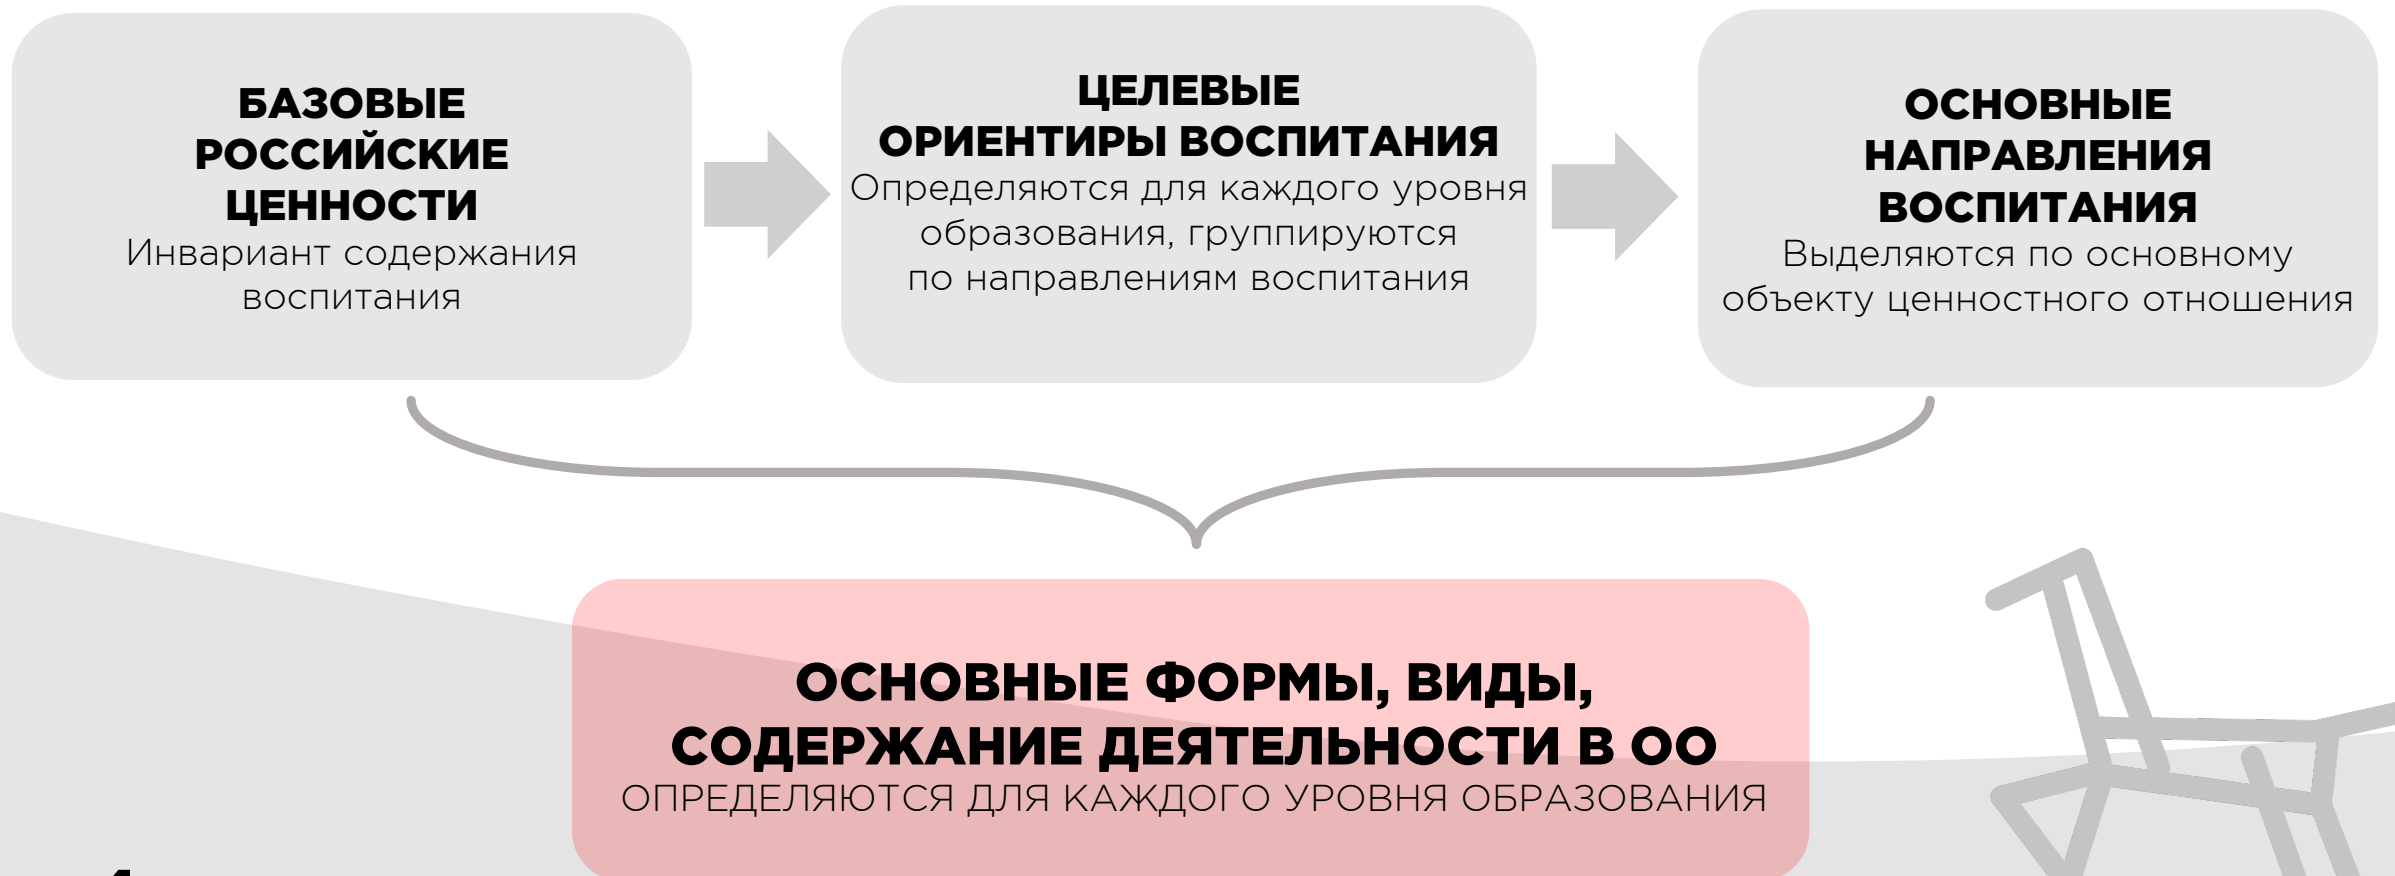 БАЗОВЫЕ
РОССИЙСКИЕ
ЦЕННОСТИ
Инвариант содержания
воспитания
ЦЕЛЕВЫЕ
ОРИЕНТИРЫ ВОСПИТАНИЯ
Определяются для каждого уровня
образования, группируются
по направлениям воспитания
ОСНОВНЫЕ
НАПРАВЛЕНИЯ
ВОСПИТАНИЯ
Выделяются по основному
объекту ценностного отношения
ОСНОВНЫЕ ФОРМЫ, ВИДЫ,
СОДЕРЖАНИЕ ДЕЯТЕЛЬНОСТИ В ОО
ОПРЕДЕЛЯЮТСЯ ДЛЯ КАЖДОГО УРОВНЯ ОБРАЗОВАНИЯ